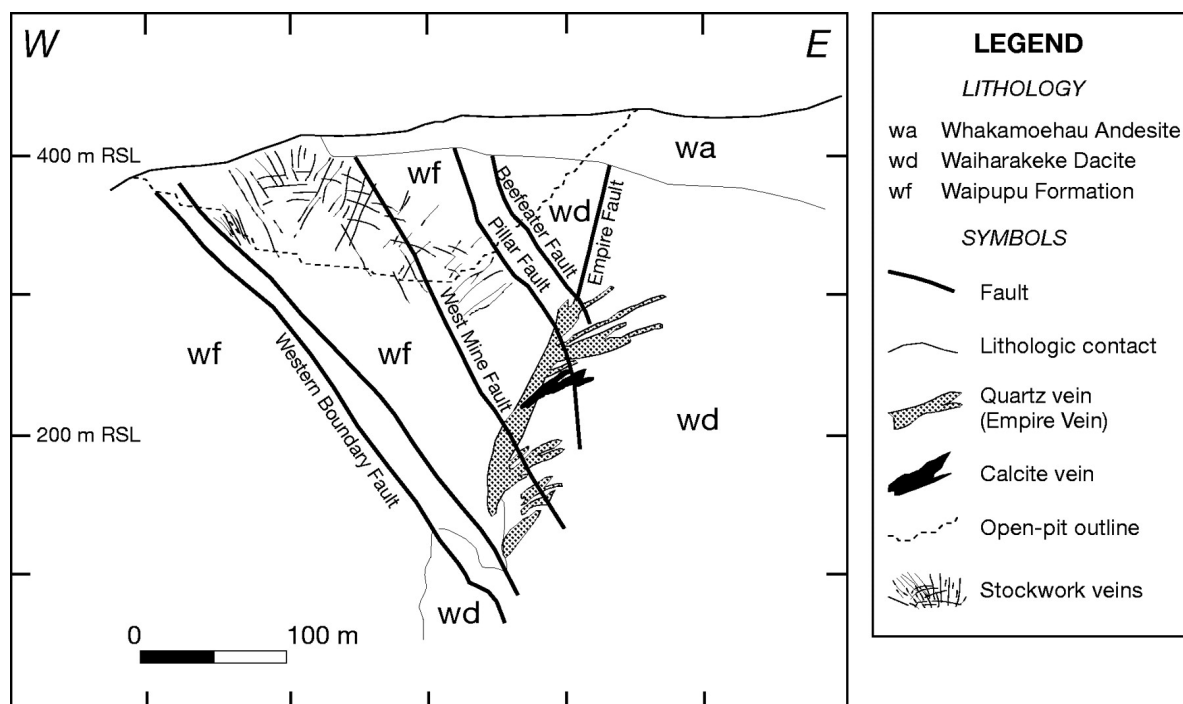 W
E
400 m RSL
200 m RSL
wa
wf
wd
Beefeater Fault
Pillar Fault
Empire Fault
West Mine Fault
Western Boundary Fault
wf
wf
wd
wd
0
100 m
LEGEND
LITHOLOGY
wa Whakamoehau Andesite
wd Waiharakeke Dacite
wf Waipupu Formation
SYMBOLS
Fault
Lithologic contact
Quartz vein
(Empire Vein)
Calcite vein
Open-pit outline
Stockwork veins